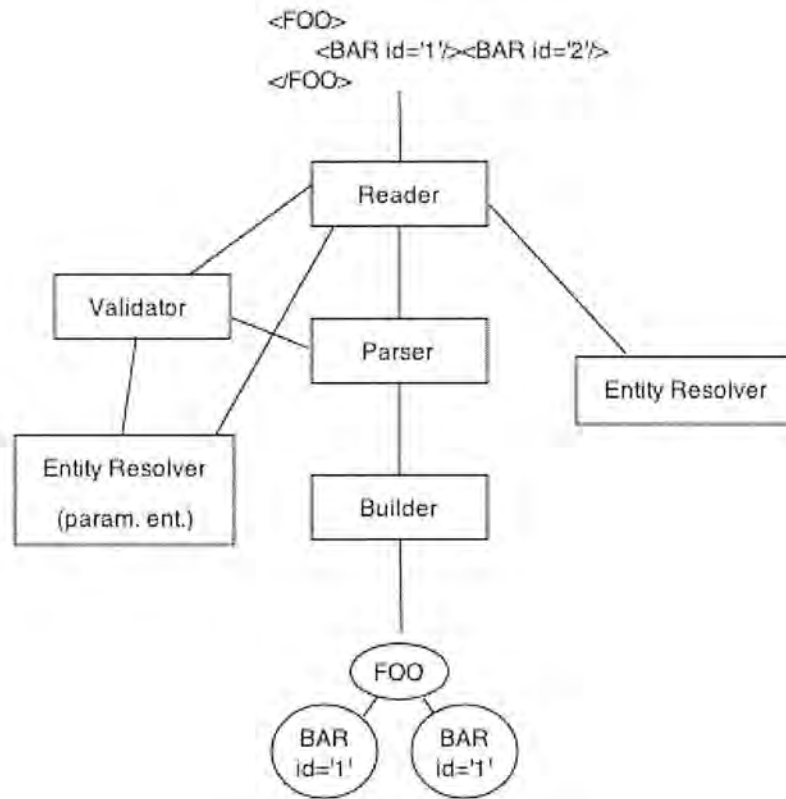 <FOO>
<BAR id='1'/><BAR id='2'/>
</FOO>
Reader
Validator
Parser
Entity Resolver
Entity Resolver
(param. ent.)
Builder
FOO
BAR
id='1'
BAR
id='1'